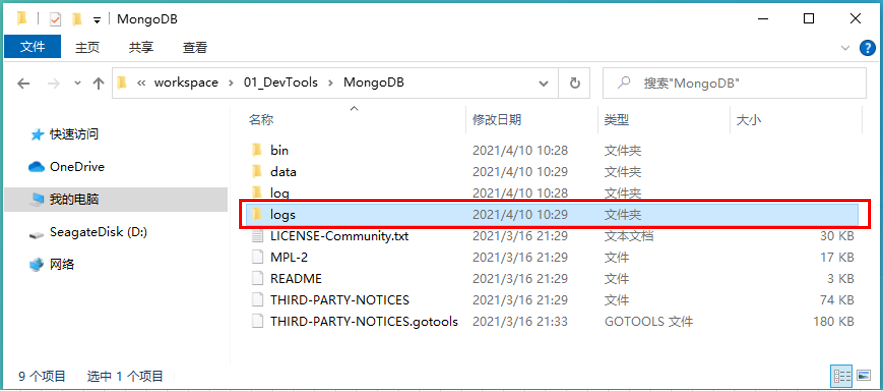 MongoDB
文件 主页 共享 查看
workspace 01_DevTools MongoDB 搜索"MongoDB"
名称 修改日期 类型 大小
快速访问
OneDrive
我的电脑
SeagateDisk (D:)
网络
bin 2021/4/10 10:28 文件夹
data 2021/4/10 10:29 文件夹
log 2021/4/10 10:28 文件夹
logs 2021/4/10 10:29 文件夹
LICENSE-Community.txt 2021/3/16 21:29 文本文档 30 KB
MPL-2 2021/3/16 21:29 文件 17 KB
README 2021/3/16 21:29 文件 3 KB
THIRD-PARTY-NOTICES 2021/3/16 21:29 文件 74 KB
THIRD-PARTY-NOTICES.gotools 2021/3/16 21:33 GOTOOLS 文件 180 KB
9 个项目 选中 1 个项目